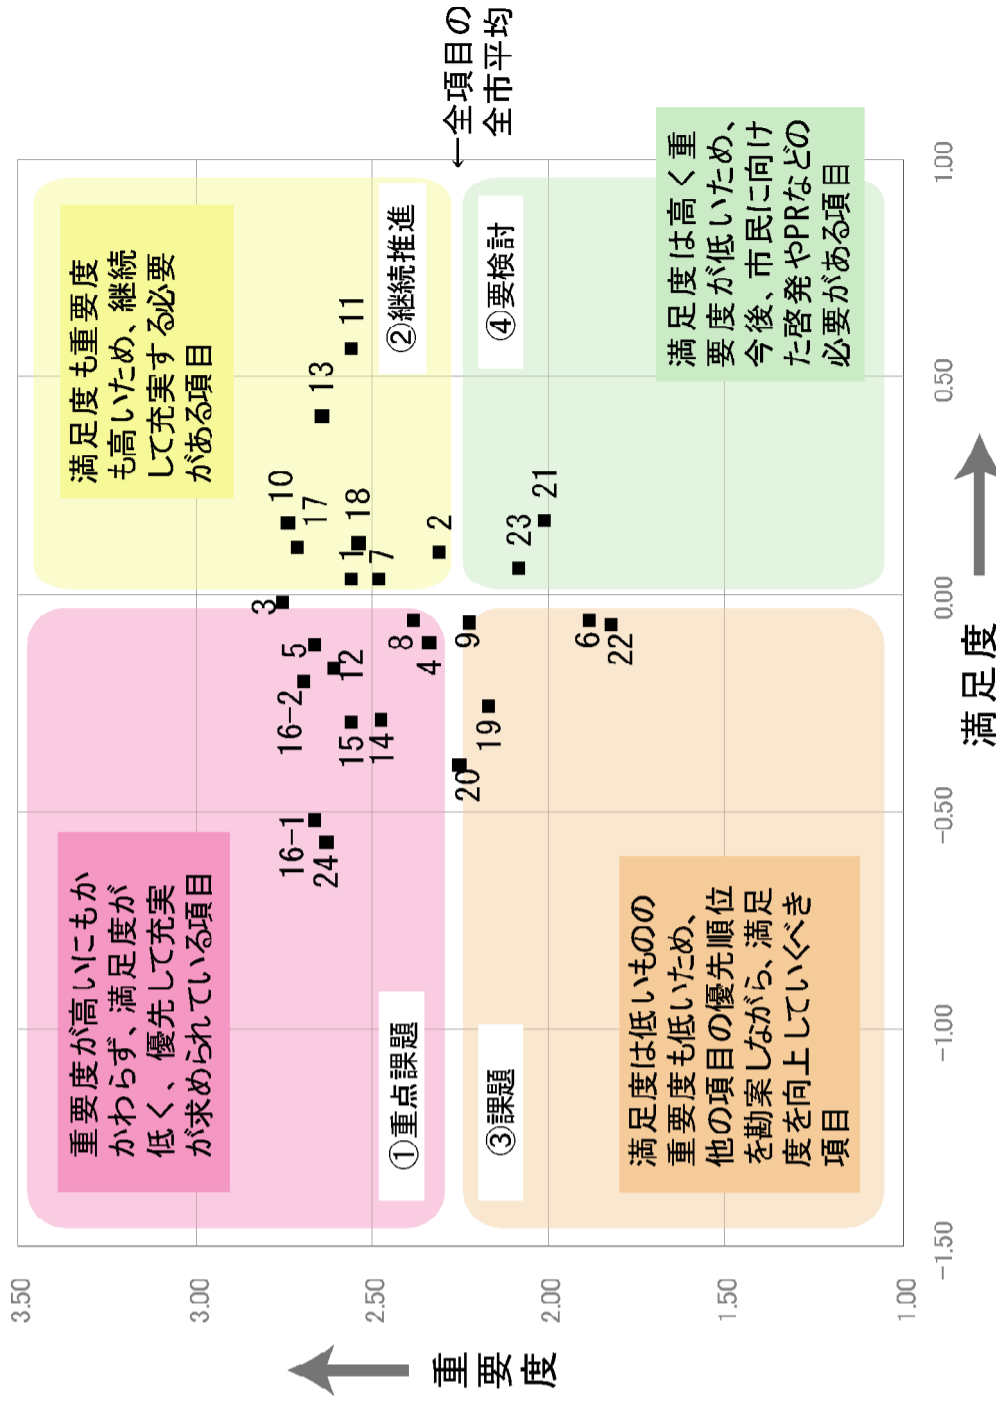 重要度
3.50
3.00
2.50
2.00
1.50
1.00
重要度が高いにもか
かわらず、満足度が
低く、優先して充実
が求められている項目
①重点課題
満足度も重要度
も高いため、継続
して充実する必要
がある項目
②継続推進
←全項目の
全市平均
③課題
満足度は低いものの
重要度も低いため、
他の項目の優先順位
を勘案しながら、満足
度を向上していくべき
項目
④要検討
満足度は高く重
要度が低いため、
今後、市民に向け
た啓発やPRなどの
必要がある項目
3
10
17
5
16-2
12
13
16-1
24
15
14
1
18
7
11
8
4
2
9
20
19
23
21
6
22
-1.50
-1.00
-0.50
0.00
0.50
1.00
満足度